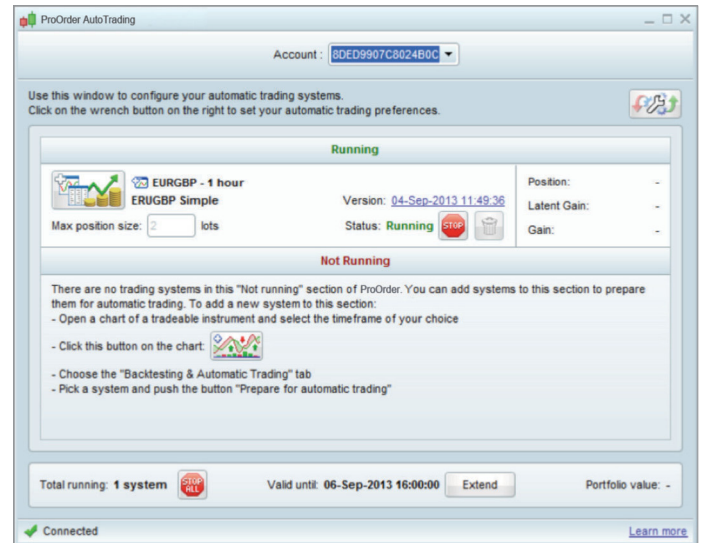 ProOrder AutoTrading
Account : 8DED9907C8024B0C
Use this window to configure your automatic trading systems.
Click on the wrench button on the right to set your automatic trading preferences.
Running
EURGBP - 1 hour
ERUGBP Simple
Version: 04-Sep-2013 11:49:36
Max position size: 2 lots
Status: Running STOP
Position: -
Latent Gain: -
Gain: -
Not Running
There are no trading systems in this "Not running" section of ProOrder. You can add systems to this section to prepare
them for automatic trading. To add a new system to this section:
- Open a chart of a tradeable instrument and select the timeframe of your choice
- Click this button on the chart:
- Choose the "Backtesting & Automatic Trading" tab
- Pick a system and push the button "Prepare for automatic trading"
Total running: 1 system STOP ALL Valid until: 06-Sep-2013 16:00:00 Extend Portfolio value: -
Connected Learn more